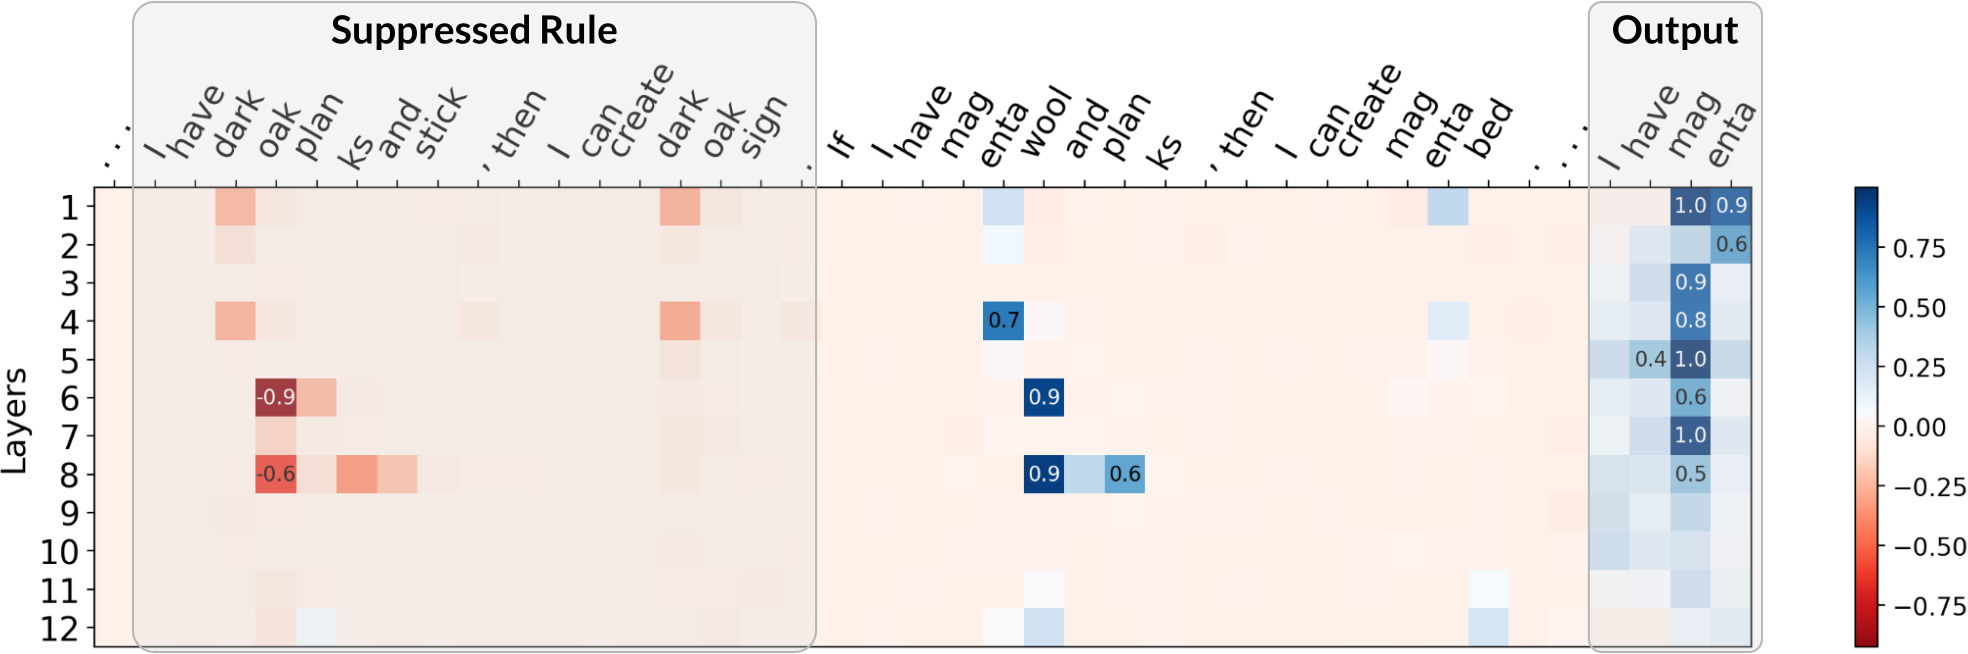 Suppressed Rule
Output
. . . I have dark oak plan ks and stick , then I can create dark oak sign . If I have mag enta wool and plan ks , then I can create mag enta bed . . . . I have mag enta
Layers
1 1.0 0.9
2 0.6
3 0.9
4 0.7 0.8
5 0.4 1.0
6 -0.9 0.9 0.6
7 1.0
8 -0.6 0.9 0.6 0.5
9
10
11
12
0.75
0.50
0.25
0.00
−0.25
−0.50
−0.75